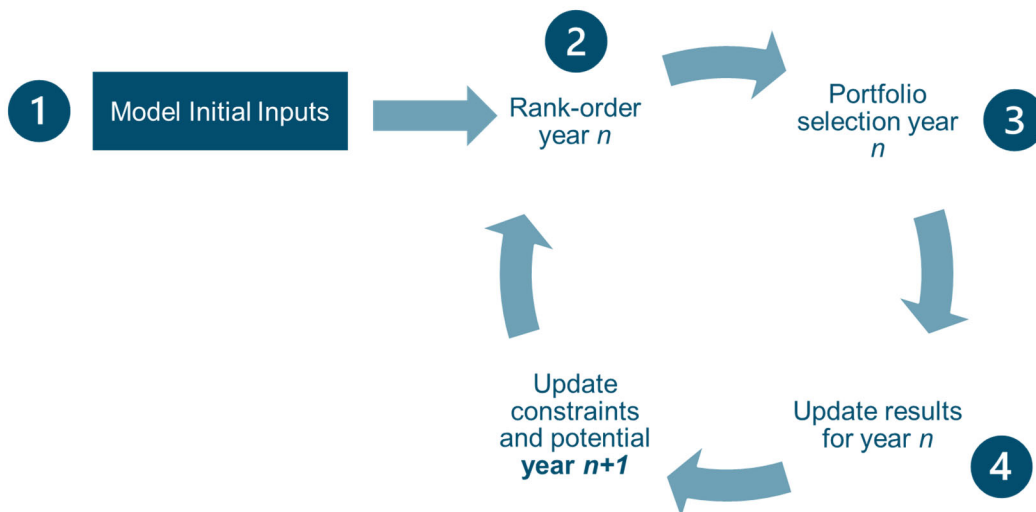 1
Model Initial Inputs
2
Rank-order
year n
Portfolio
selection year
n
3
Update results
for year n
4
Update
constraints
and potential
year n+1